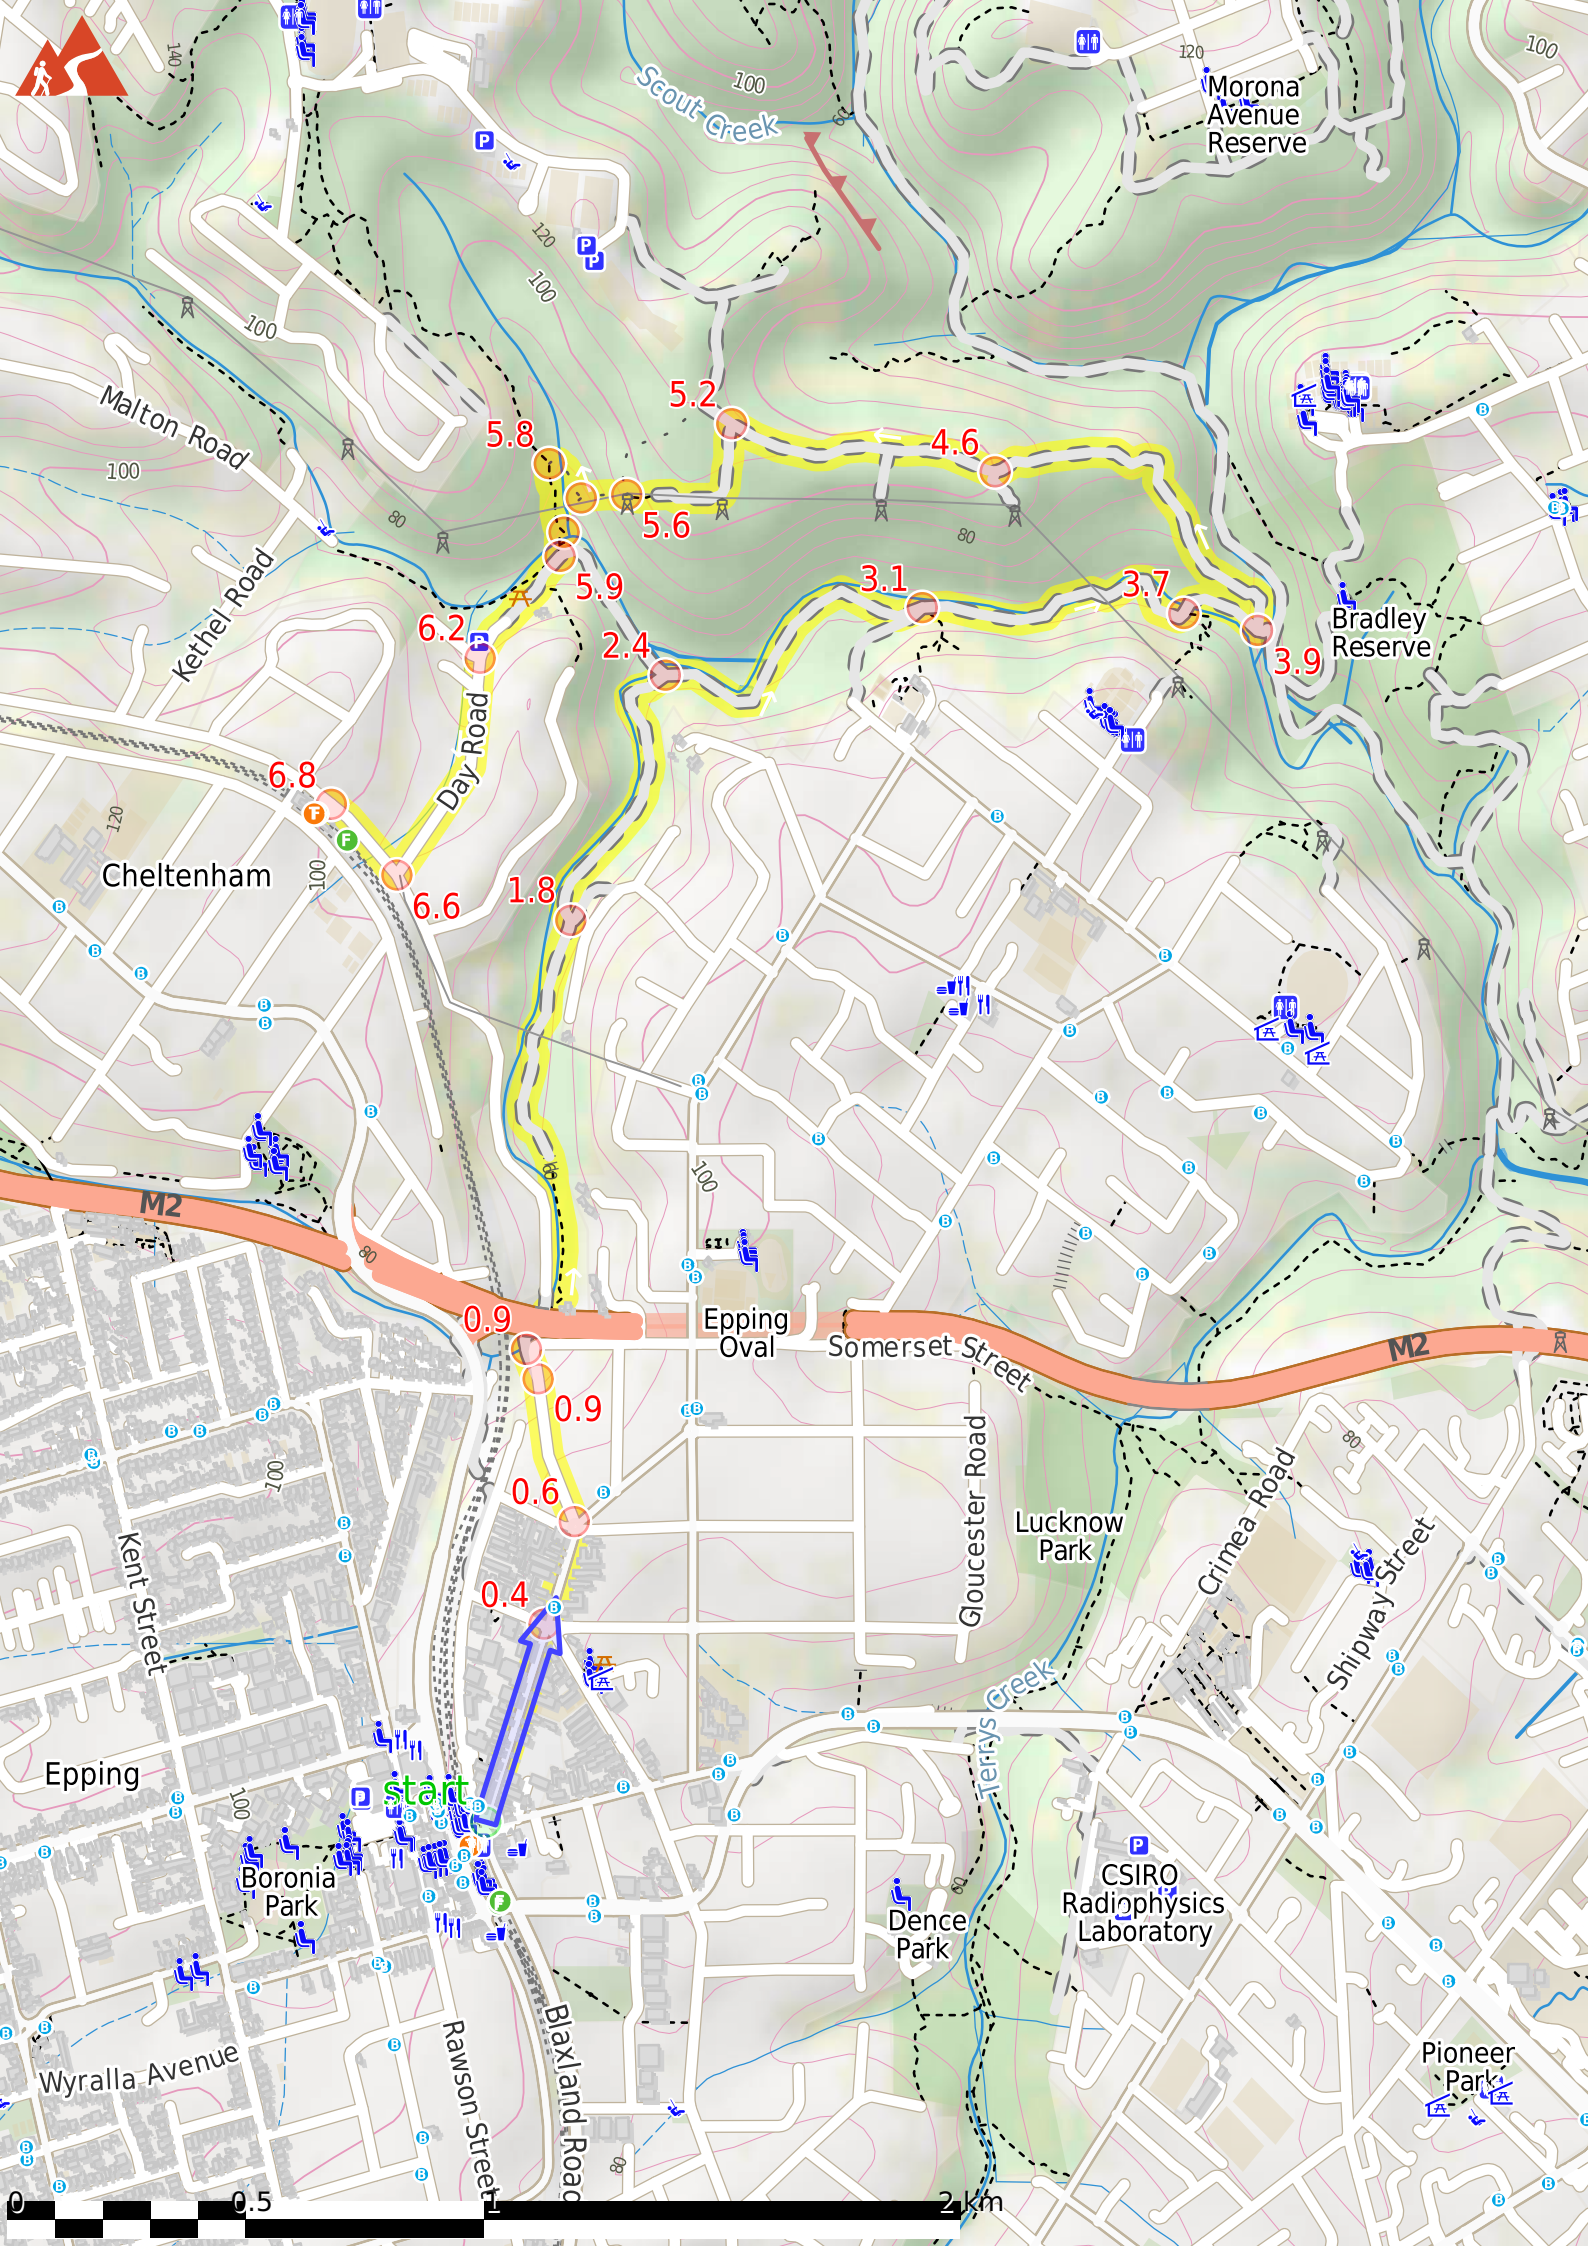 140
Scout Creek
100
60
120
Morona
Avenue
Reserve
100
120
100
100
Malton Road
100
80
5.2
5.8
4.6
5.6
80
5.9
3.1
3.7
6.2
2.4
Bradley
Reserve
3.9
Kethel Road
Day Road
6.8
T
F
120
Cheltenham
100
6.6
1.8
60
100
M2
80
0.9
Epping
Oval
Somerset Street
M2
0.9
100
0.6
Gloucester Road
Lucknow
Park
Crimea Road
80
Shipway Street
Kent Street
0.4
Terrys Creek
Epping
start
100
Boronia
Park
F
60
Dence
Park
CSIRO
Radiophysics
Laboratory
Wyralla Avenue
Rawson Street
Blaxland Road
80
Pioneer
Park
0
0.5
1
2 km